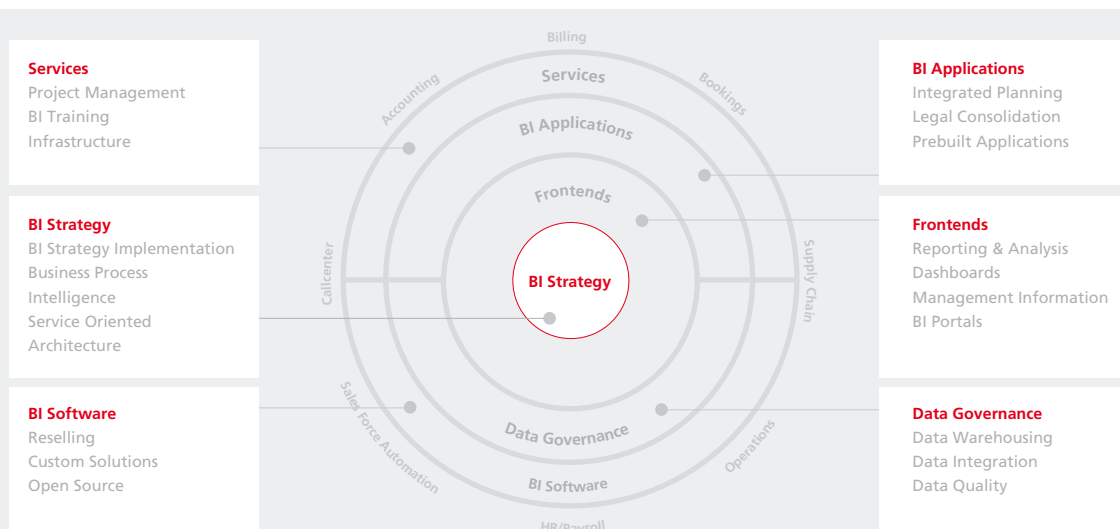 Services
Project Management
BI Training
Infrastructure
BI Strategy
BI Strategy Implementation
Business Process
Intelligence
Service Oriented
Architecture
BI Software
Reselling
Custom Solutions
Open Source
Billing
Accounting
Bookings
Services
BI Applications
Frontends
BI Strategy
Callcenter
Supply Chain
Data Governance
BI Software
Sales Force Automation
Operations
HR/Payroll
BI Applications
Integrated Planning
Legal Consolidation
Prebuilt Applications
Frontends
Reporting & Analysis
Dashboards
Management Information
BI Portals
Data Governance
Data Warehousing
Data Integration
Data Quality